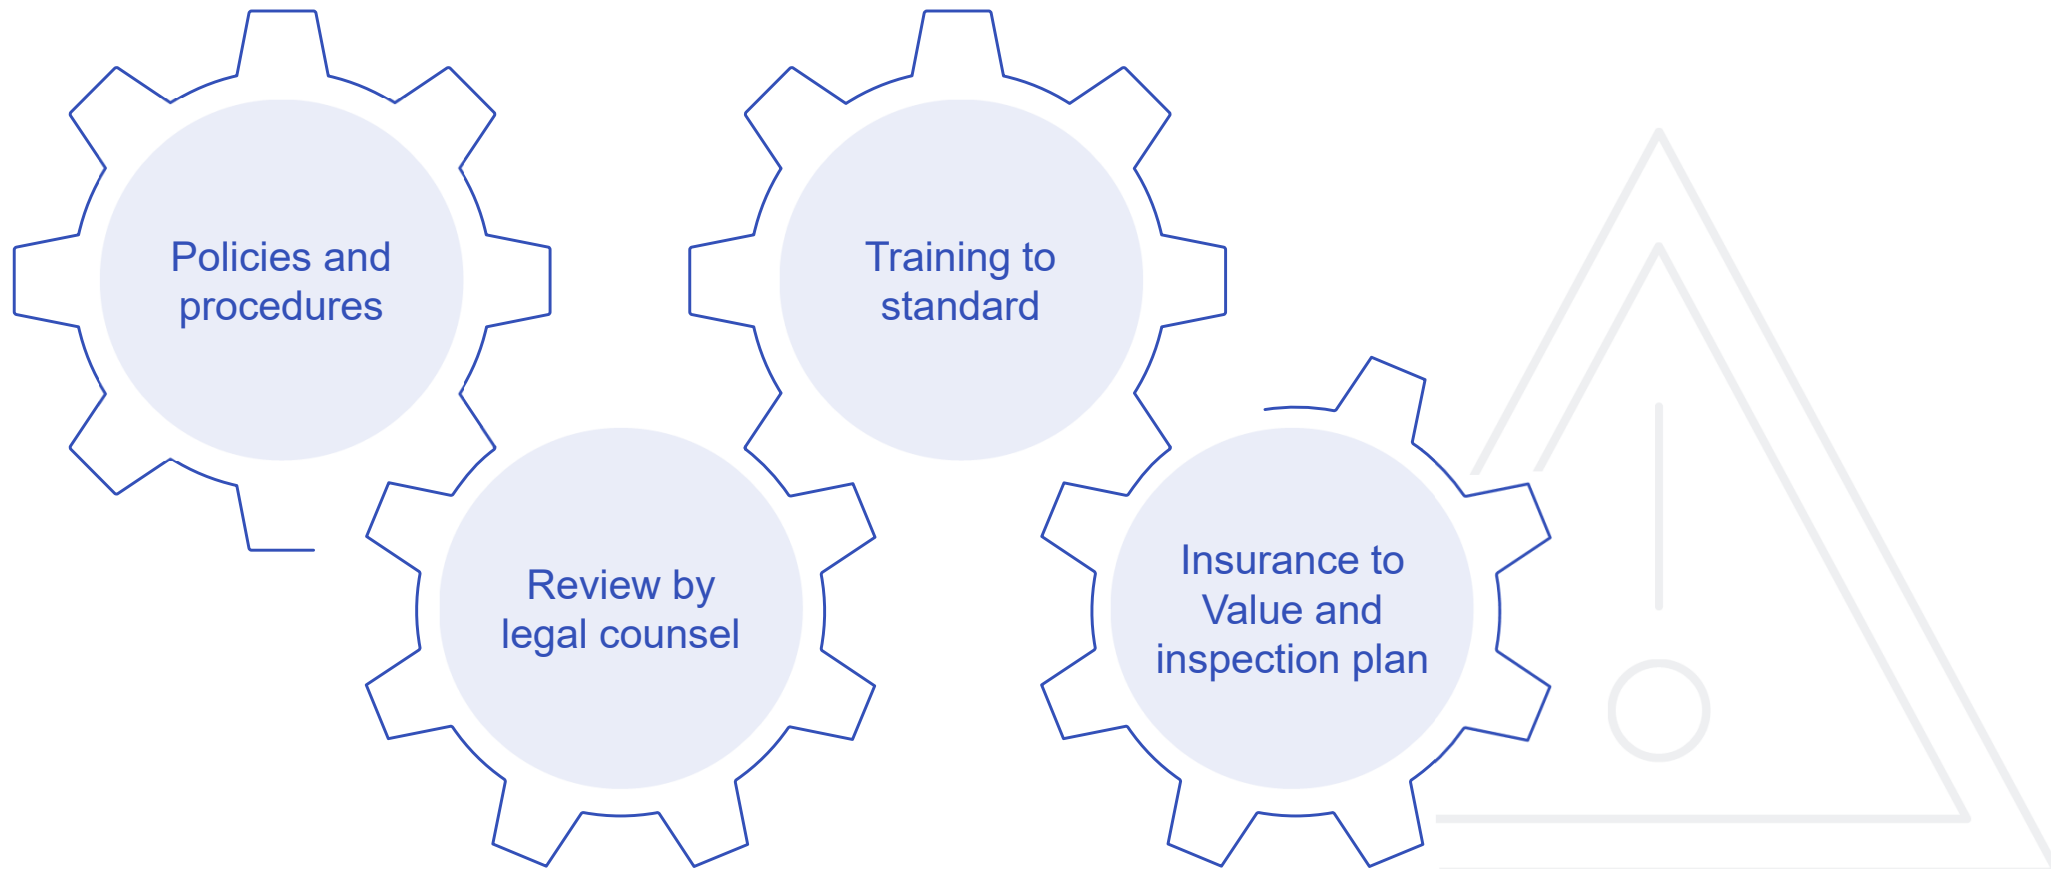 Policies and
procedures
Review by
legal counsel
Training to
standard
Insurance to
Value and
inspection plan